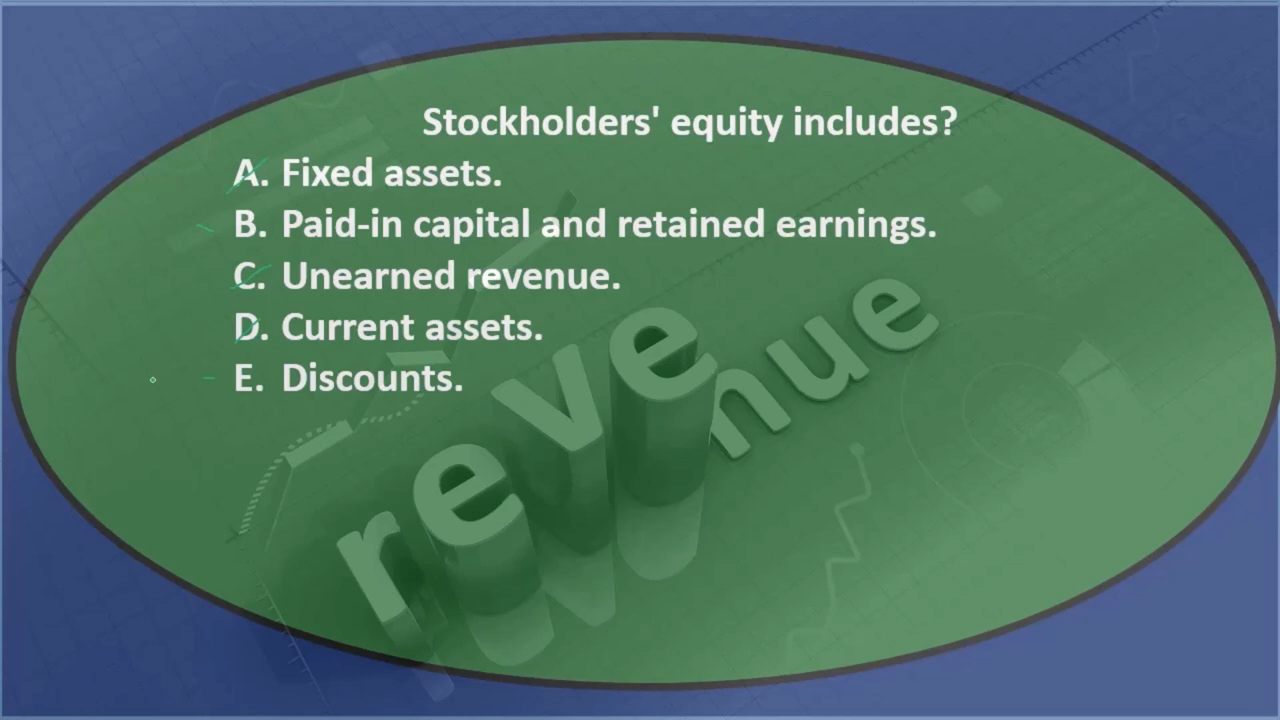 Stockholders' equity includes?
A. Fixed assets.
B. Paid-in capital and retained earnings.
C. Unearned revenue.
D. Current assets.
E. Discounts.
revenue